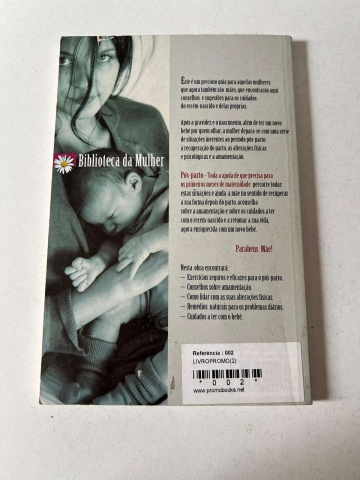 Este é um precioso guia para aquelas mulheres
que agora também são mães, que encontrarão aqui
conselhos e sugestões para os cuidados
do recém-nascido e delas próprias.
Após a gravidez e o nascimento, além de ter um novo
bebé por quem olhar, a mulher depara-se com uma série
de situações inerentes ao período pós-parto:
a recuperação do parto, as alterações físicas
e psicológicas e a amamentação.
Biblioteca da Mulher
Pós-parto - Toda a ajuda de que precisa para
os primeiros meses de maternidade percorre todas
estas situações e ajuda a mãe no sentido de recuperar
a sua forma depois do parto, aconselha
sobre a amamentação e sobre os cuidados a ter
com o recém-nascido e a retomar a sua vida,
agora enriquecida com um novo bebé.
Parabéns Mãe!
Nesta obra encontrará:
– Exercícios seguros e eficazes para o pós-parto.
– Conselhos sobre amamentação.
– Como lidar com as suas alterações físicas.
– Remédios naturais para os problemas diários.
– Cuidados a ter com o bebé.
Referência : 002
LIVROPROMO(2)
*002*
www.promobooks.net